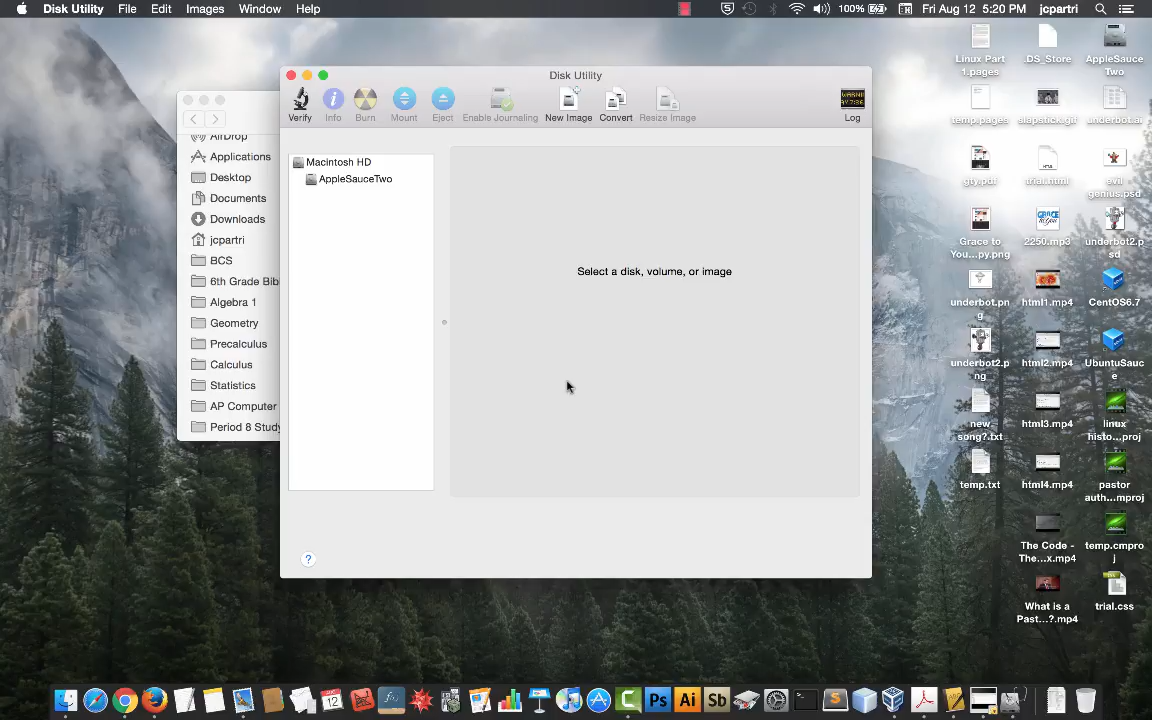 Disk Utility File Edit Images Window Help
100% Fri Aug 12 5:20 PM jcpartri
Disk Utility
Verify Info Burn Mount Eject Enable Journaling New Image Convert Resize Image Log
Macintosh HD
AppleSauceTwo
Select a disk, volume, or image
?
AirDrop
Applications
Desktop
Documents
Downloads
jcpartri
BCS
6th Grade Bib
Algebra 1
Geometry
Precalculus
Calculus
Statistics
AP Computer
Period 8 Study
Linux Part
1.pages
.DS_Store
AppleSauce
Two
temp.pages
slapstick.gif
underbot.ai
gty.pdf
trial.html
evil
genius.psd
Grace to
You...py.png
2250.mp3
underbot2.p
sd
underbot.pn
g
html1.mp4
CentOS6.7
underbot2.p
ng
html2.mp4
UbuntuSauc
e
new
song?.txt
html3.mp4
linux
histo...proj
temp.txt
html4.mp4
pastor
auth...mproj
The Code -
The...x.mp4
temp.cmpro
j
What is a
Past...?.mp4
trial.css